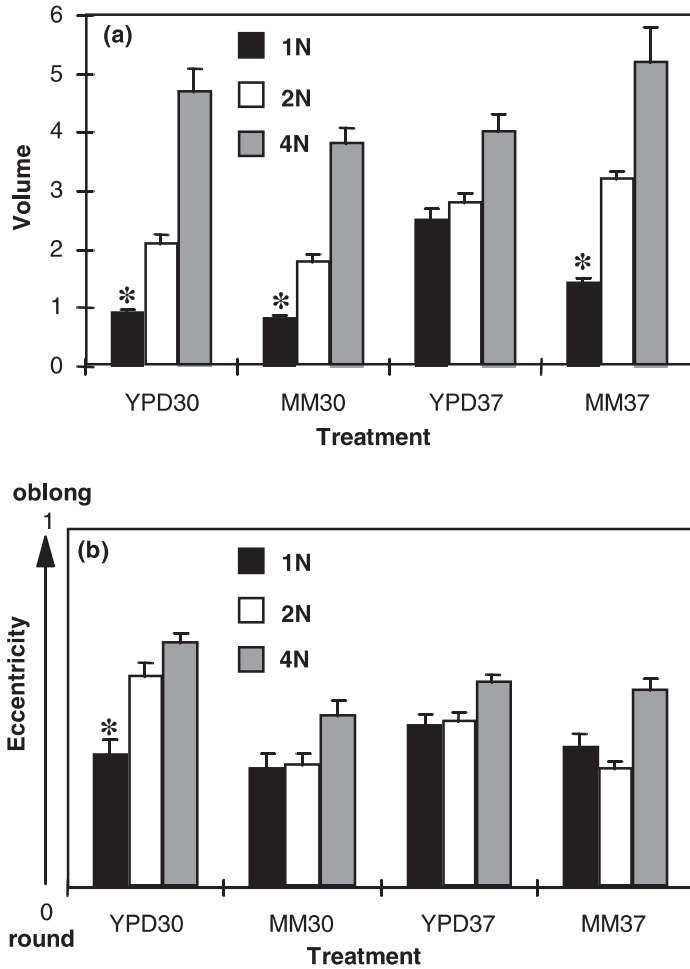 (a)
1N
2N
4N
6
5
4
3
2
1
0
Volume
*
*
*
YPD30 MM30 YPD37 MM37
Treatment
oblong
1
(b)
1N
2N
4N
Eccentricity
*
0
round
YPD30 MM30 YPD37 MM37
Treatment